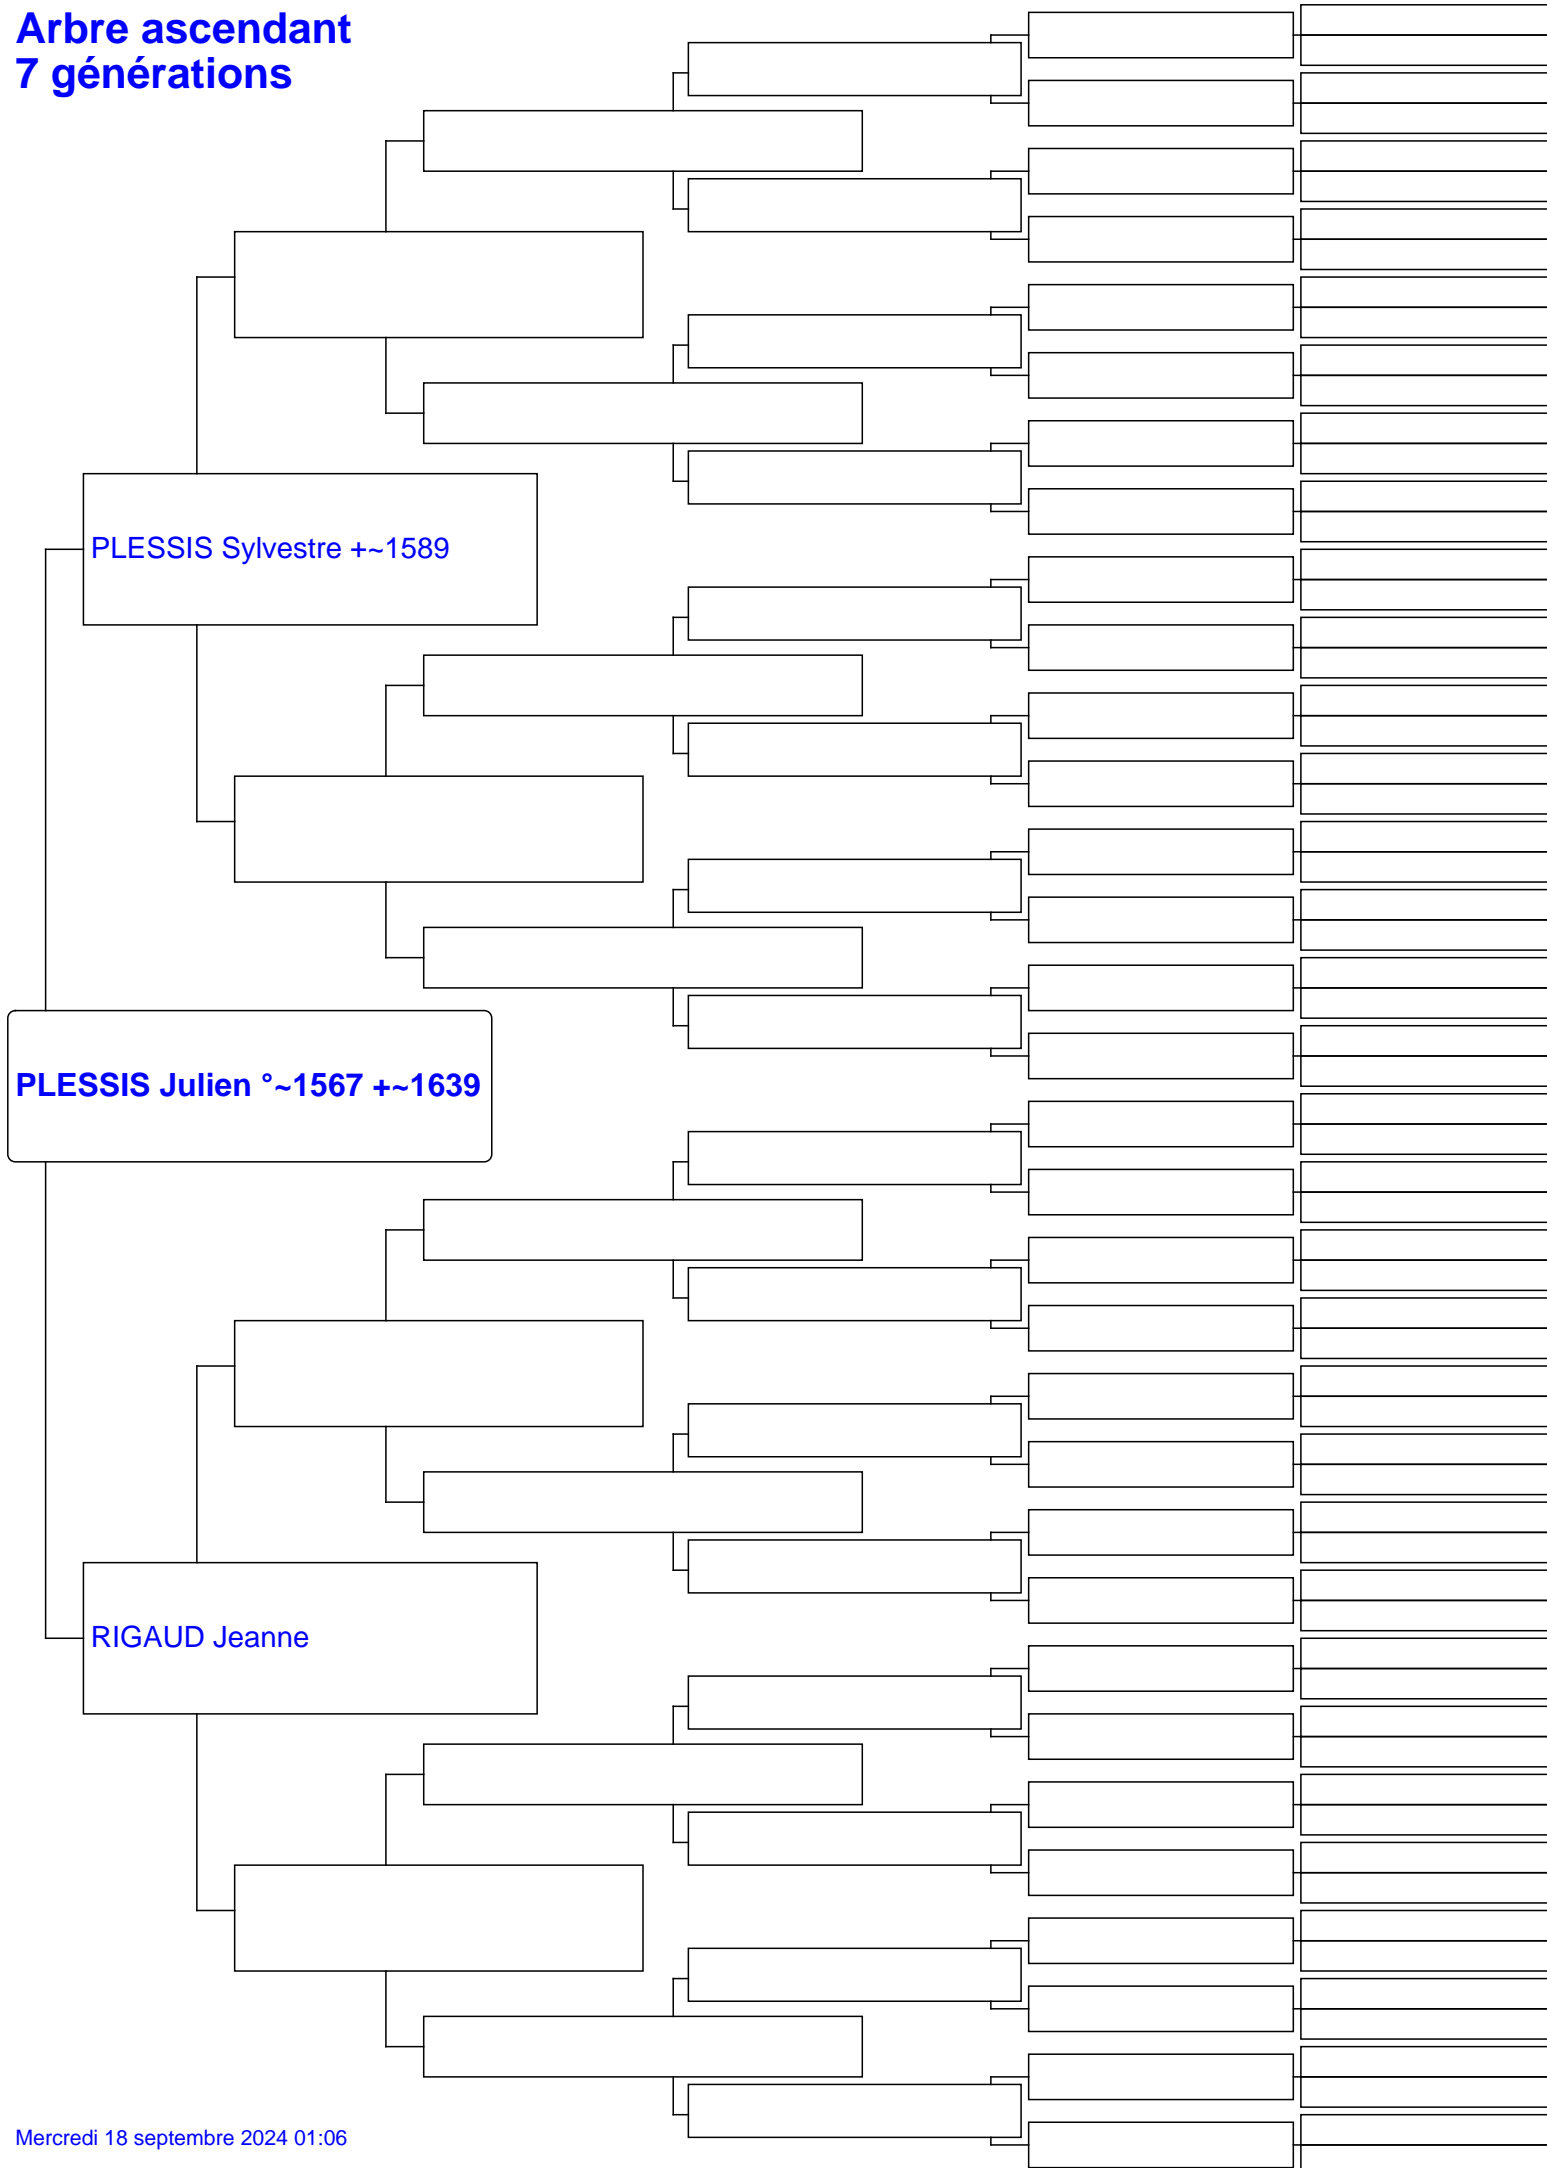 Arbre ascendant
7 générations
PLESSIS Sylvestre +~1589
PLESSIS Julien °~1567 +~1639
RIGAUD Jeanne
Mercredi 18 septembre 2024 01:06